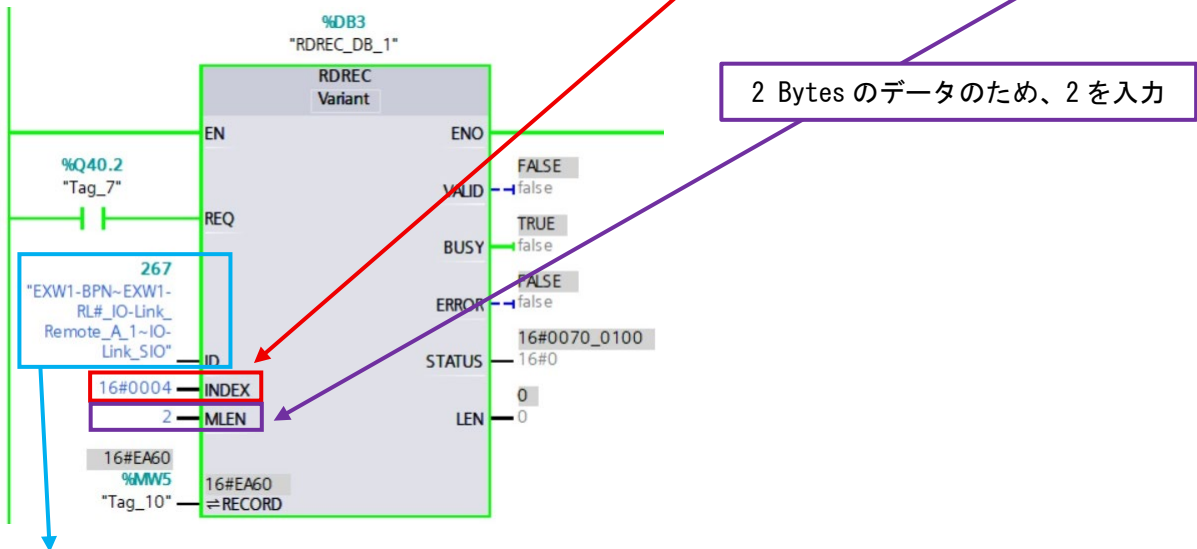 %DB3
"RDREC_DB_1"
RDREC
Variant
2 Bytes のデータのため、2 を入力
EN
ENO
%Q40.2
"Tag_7"
REQ
FALSE
VALID
false
TRUE
BUSY
false
267
"EXW1-BPN~EXW1-
RL#_IO-Link_
Remote_A_1~IO-
Link_SIO"
ID
FALSE
ERROR
false
16#0070_0100
STATUS
16#0
16#0004
INDEX
2
MLEN
0
LEN
0
16#EA60
%MW5
"Tag_10"
16#EA60
RECORD